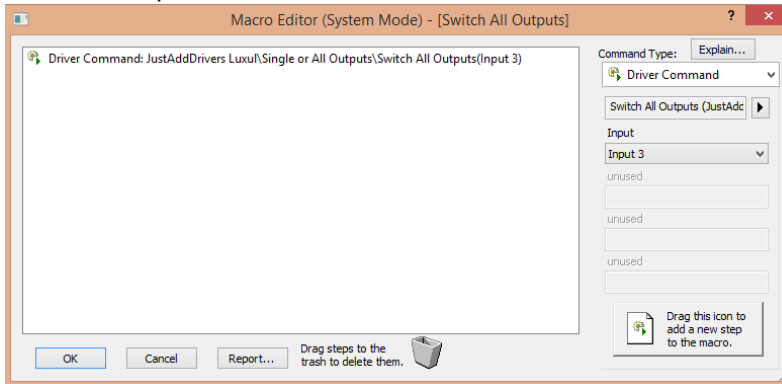 Macro Editor (System Mode) - [Switch All Outputs]
?
Driver Command: JustAddDrivers Luxul\Single or All Outputs\Switch All Outputs(Input 3)
Command Type:
Explain...
Driver Command
Switch All Outputs (JustAdd
Input
Input 3
unused
unused
unused
Drag this icon to
add a new step
to the macro.
OK
Cancel
Report...
Drag steps to the
trash to delete them.